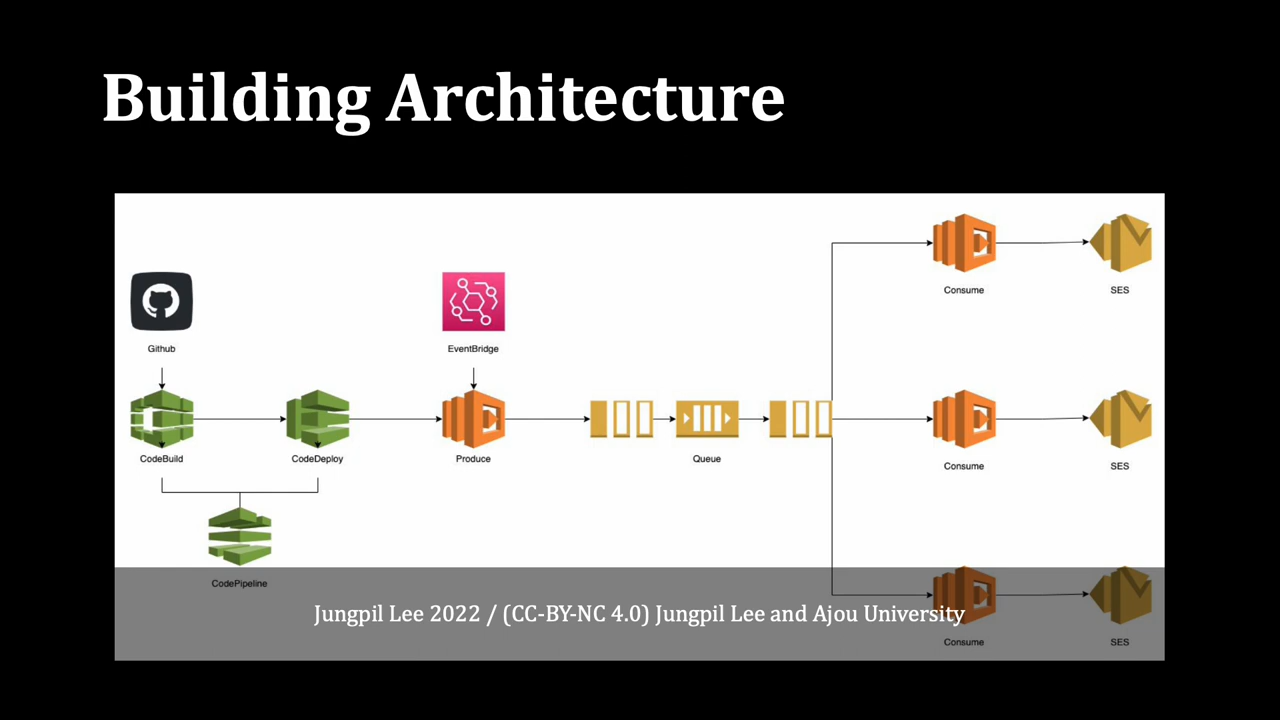 Building Architecture
Consume
SES
Github
EventBridge
CodeBuild
CodeDeploy
Produce
Queue
Consume
SES
CodePipeline
Jungpil Lee 2022 / (CC-BY-NC 4.0) Jungpil Lee and Ajou University
Consume
SES